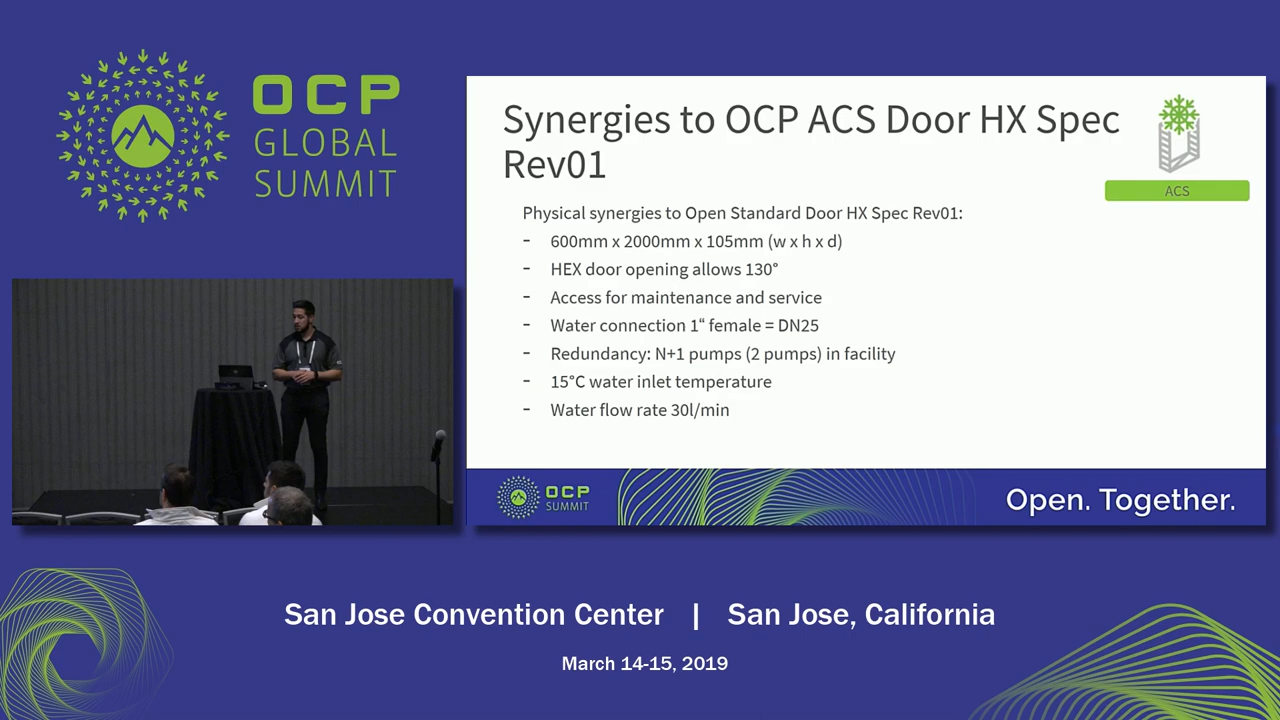 OCP
GLOBAL
SUMMIT
Synergies to OCP ACS Door HX Spec
Rev01
ACS
Physical synergies to Open Standard Door HX Spec Rev01:
- 600mm x 2000mm x 105mm (w x h x d)
- HEX door opening allows 130°
- Access for maintenance and service
- Water connection 1“ female = DN25
- Redundancy: N+1 pumps (2 pumps) in facility
- 15°C water inlet temperature
- Water flow rate 30l/min
OCP
SUMMIT
Open. Together.
San Jose Convention Center | San Jose, California
March 14-15, 2019